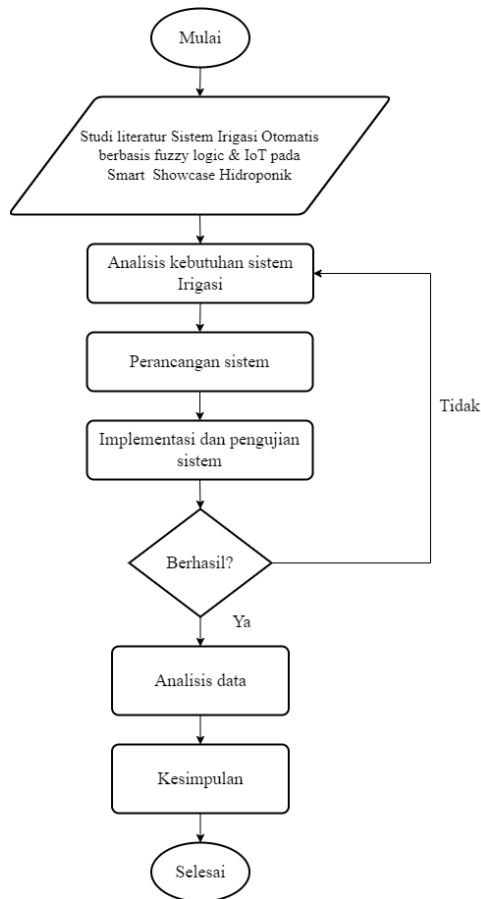 Mulai
Studi literatur Sistem Irigasi Otomatis
berbasis fuzzy logic & IoT pada
Smart Showcase Hidroponik
Analisis kebutuhan sistem
Irigasi
Perancangan sistem
Tidak
Implementasi dan pengujian
sistem
Berhasil?
Ya
Analisis data
Kesimpulan
Selesai